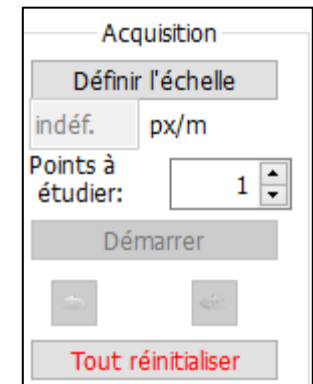 Acquisition
Définir l'échelle
indéf. px/m
Points à
étudier: 1
Démarrer
Tout réinitialiser